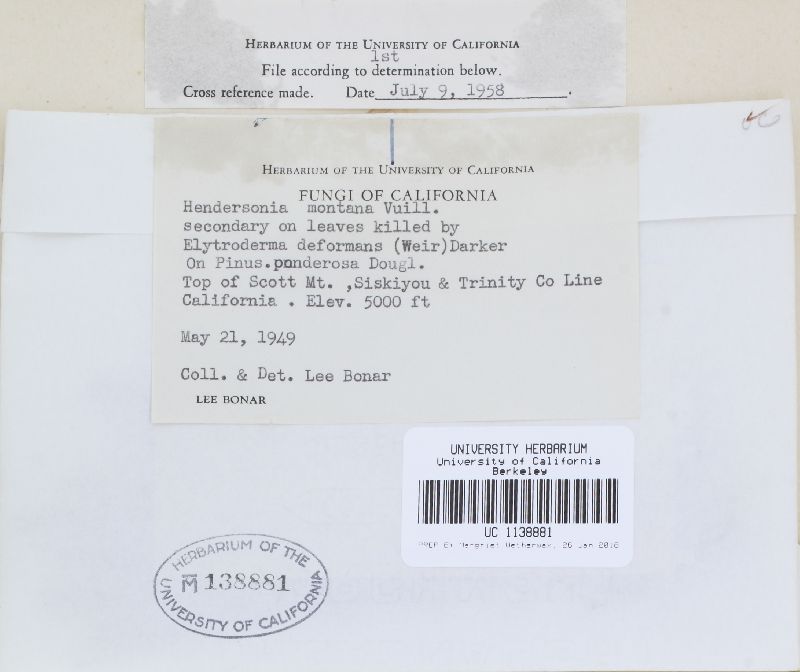 HERBARIUM OF THE UNIVERSITY OF CALIFORNIA
1st
File according to determination below.
Cross reference made. Date July 9, 1958.
HERBARIUM OF THE UNIVERSITY OF CALIFORNIA
FUNGI OF CALIFORNIA
Hendersonia montana Vuill.
secondary on leaves killed by
Elytroderma deformans (Weir)Darker
On Pinus.ponderosa Dougl.
Top of Scott Mt. ,Siskiyou & Trinity Co Line
California . Elev. 5000 ft
May 21, 1949
Coll. & Det. Lee Bonar
LEE BONAR
UNIVERSITY HERBARIUM
University of California
Berkeley
UC 1138881
26 Jan 2016
HERBARIUM OF THE
M 138881
UNIVERSITY OF CALIFORNIA